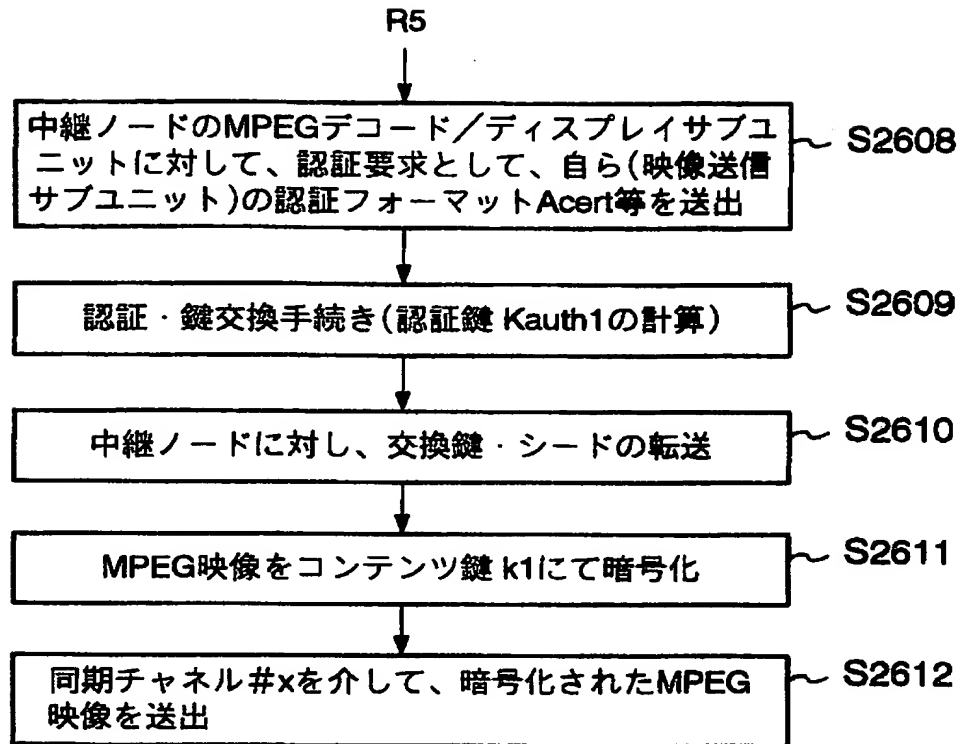 R5
中継ノードのMPEGデコード／ディスプレイサブユ
ニットに対して、認証要求として、自ら(映像送信
サブユニット)の認証フォーマットAcert等を送出
S2608
認証・鍵交換手続き(認証鍵 Kauth1の計算)
S2609
中継ノードに対し、交換鍵・シードの転送
S2610
MPEG映像をコンテンツ鍵 k1にて暗号化
S2611
同期チャネル＃xを介して、暗号化されたMPEG
映像を送出
S2612